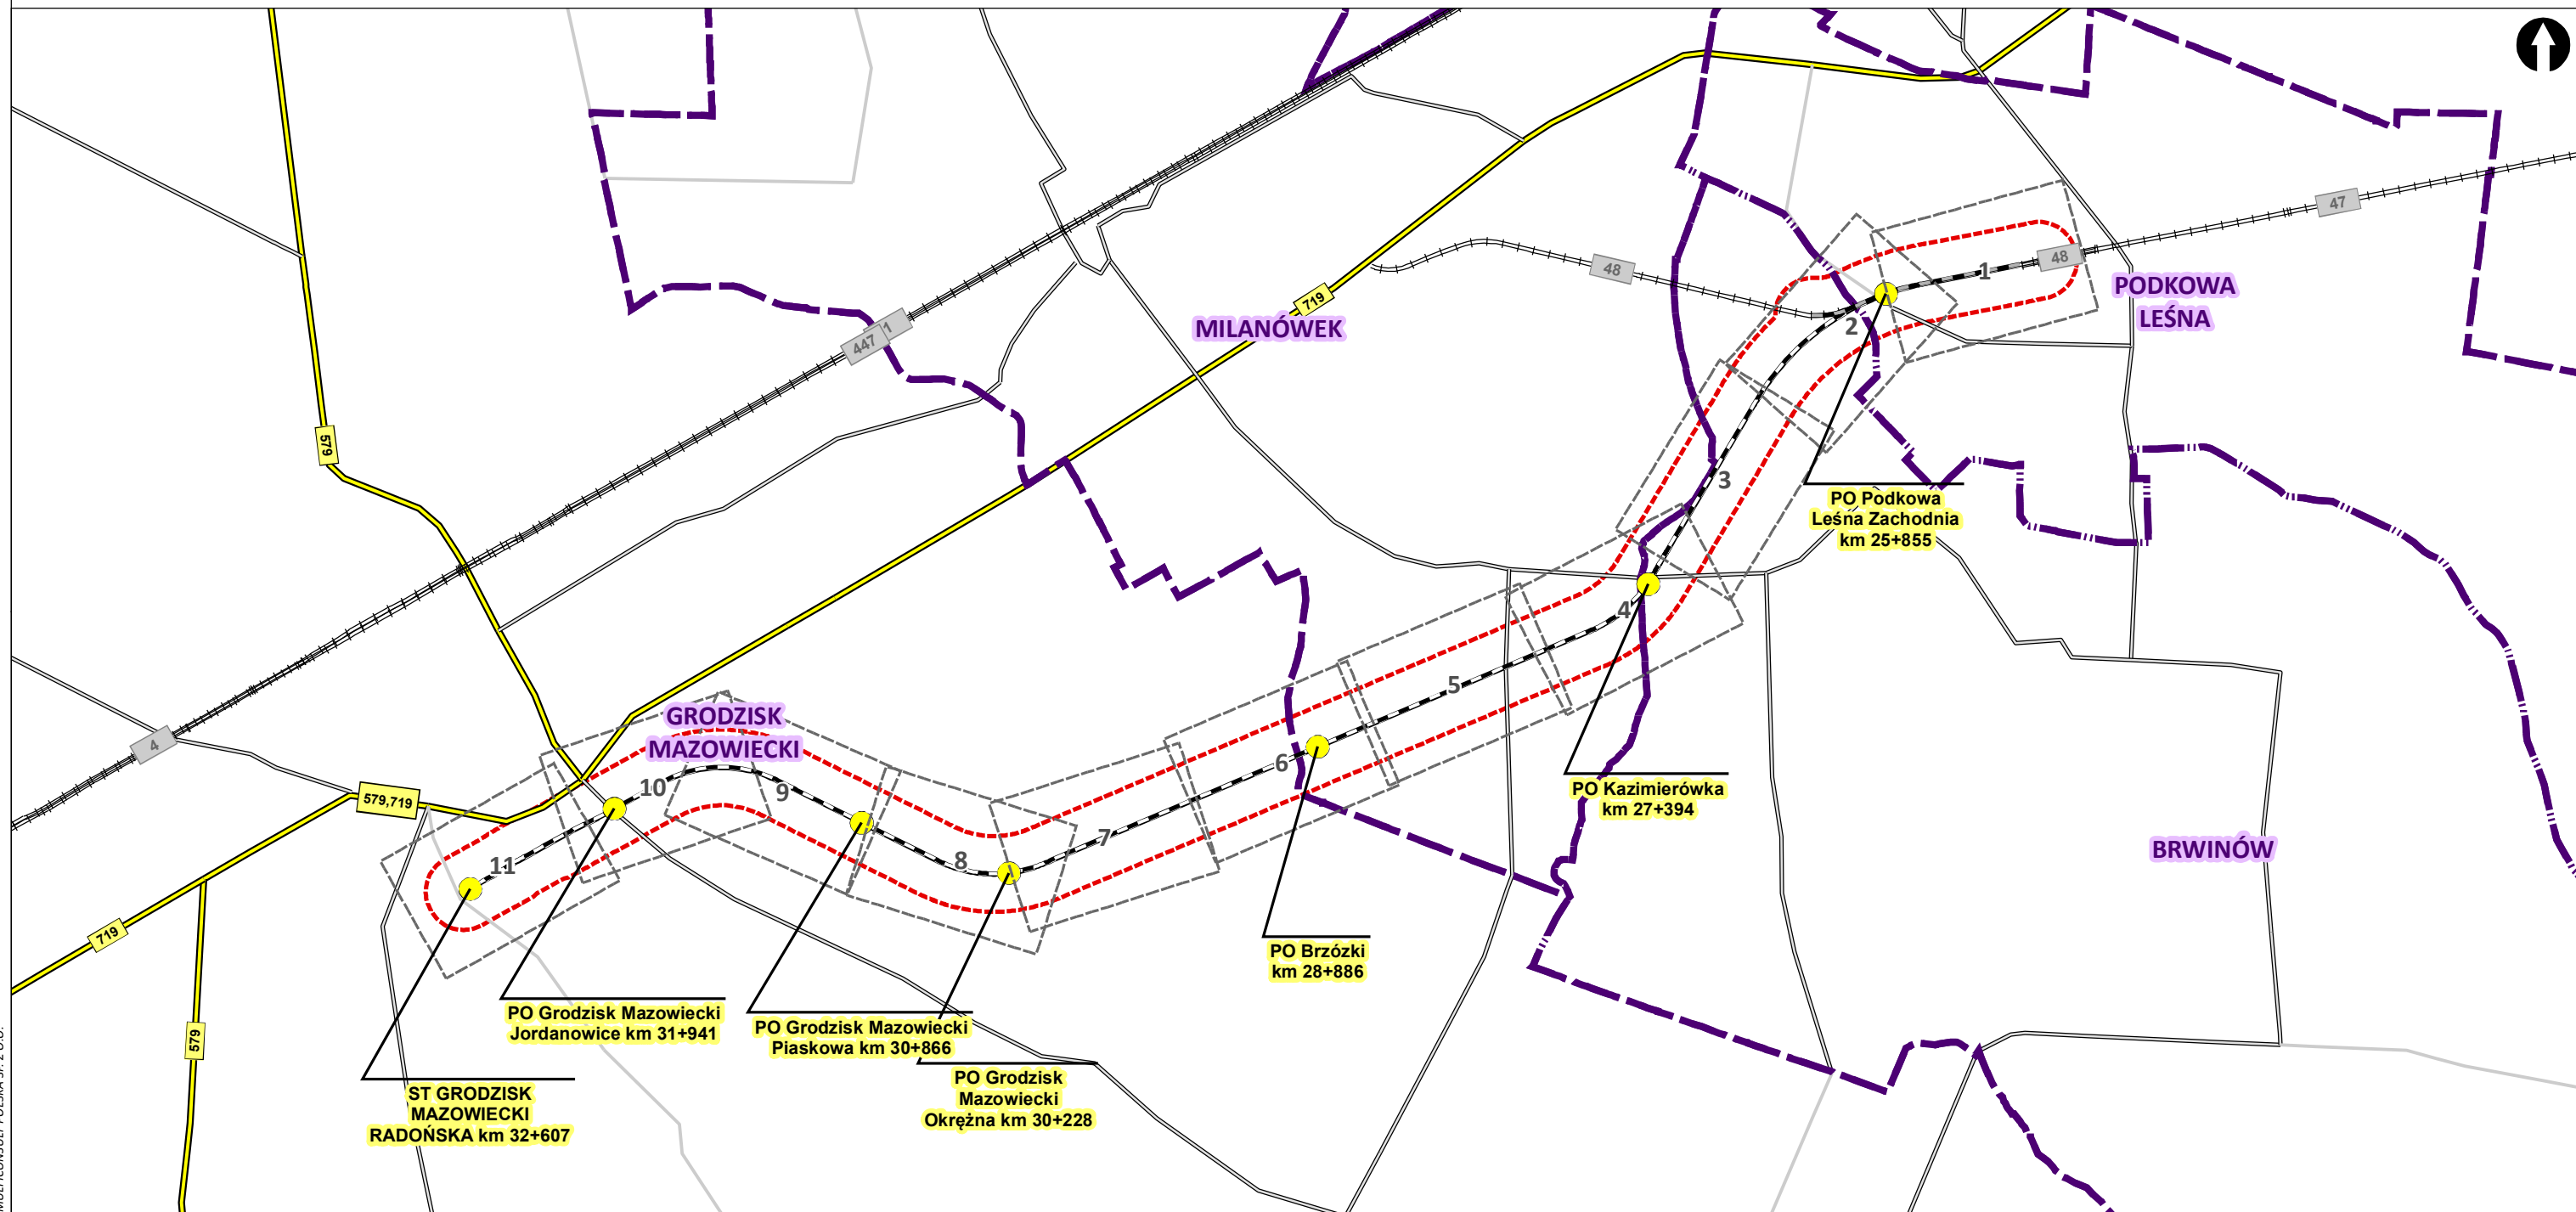 47
48
1
48
PODKOWA
LEŚNA
2
719
MILANÓWEK
1
447
579
3
PO Podkowa
Leśna Zachodnia
km 25+855
4
5
GRODZISK
MAZOWIECKI
4
6
PO Kazimierówka
km 27+394
10
9
579,719
7
8
BRWINÓW
11
719
PO Brzózki
km 28+886
PO Grodzisk Mazowiecki
Jordanowice km 31+941
PO Grodzisk Mazowiecki
Piaskowa km 30+866
579
PO Grodzisk
Mazowiecki
Okrężna km 30+228
ST GRODZISK
MAZOWIECKI
RADOŃSKA km 32+607